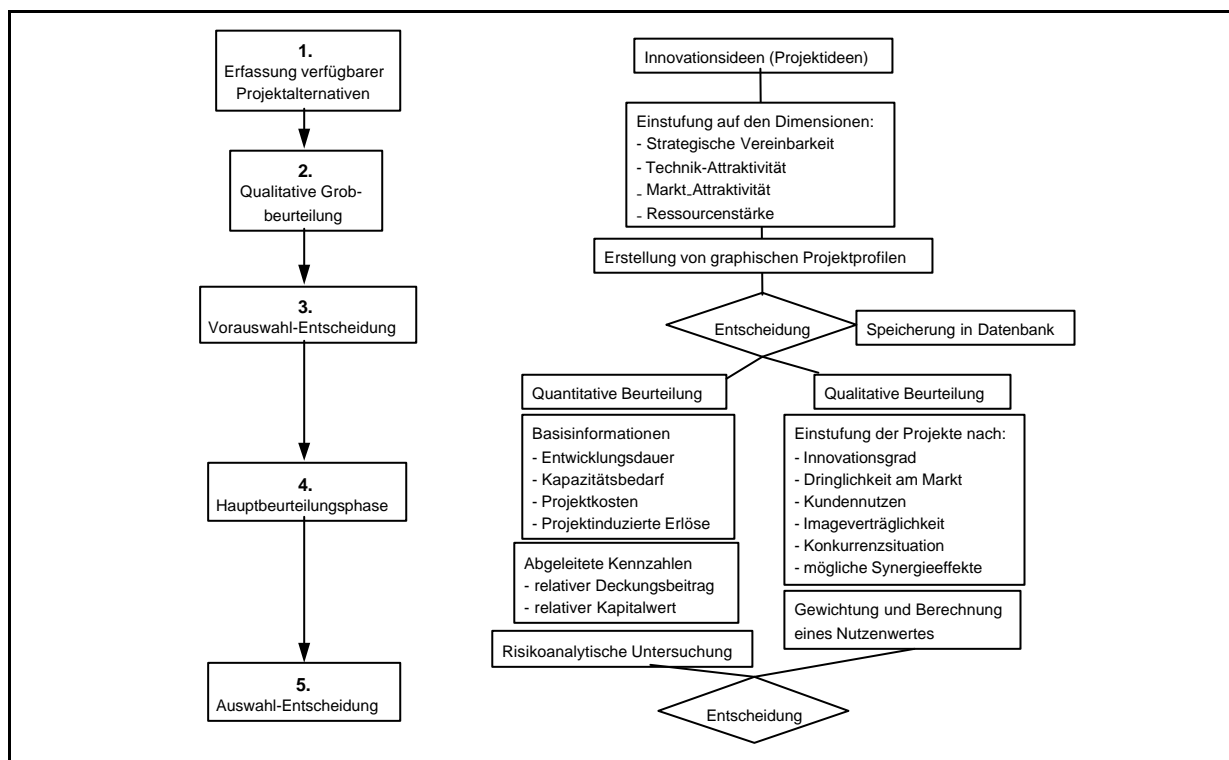 1.
Erfassung verfügbarer
Projektalternativen
2.
Qualitative Grob-
beurteilung
3.
Vorauswahl-Entscheidung
4.
Hauptbeurteilungsphase
5.
Auswahl-Entscheidung
Innovationsideen (Projektideen)
Einstufung auf den Dimensionen:
- Strategische Vereinbarkeit
- Technik-Attraktivität
- Markt-Attraktivität
- Ressourcenstärke
Erstellung von graphischen Projektprofilen
Entscheidung
Speicherung in Datenbank
Quantitative Beurteilung
Basisinformationen
- Entwicklungsdauer
- Kapazitätsbedarf
- Projektkosten
- Projektinduzierte Erlöse
Abgeleitete Kennzahlen
- relativer Deckungsbeitrag
- relativer Kapitalwert
Risikoanalytische Untersuchung
Qualitative Beurteilung
Einstufung der Projekte nach:
- Innovationsgrad
- Dringlichkeit am Markt
- Kundennutzen
- Imageverträglichkeit
- Konkurrenzsituation
- mögliche Synergieeffekte
Gewichtung und Berechnung
eines Nutzenwertes
Entscheidung